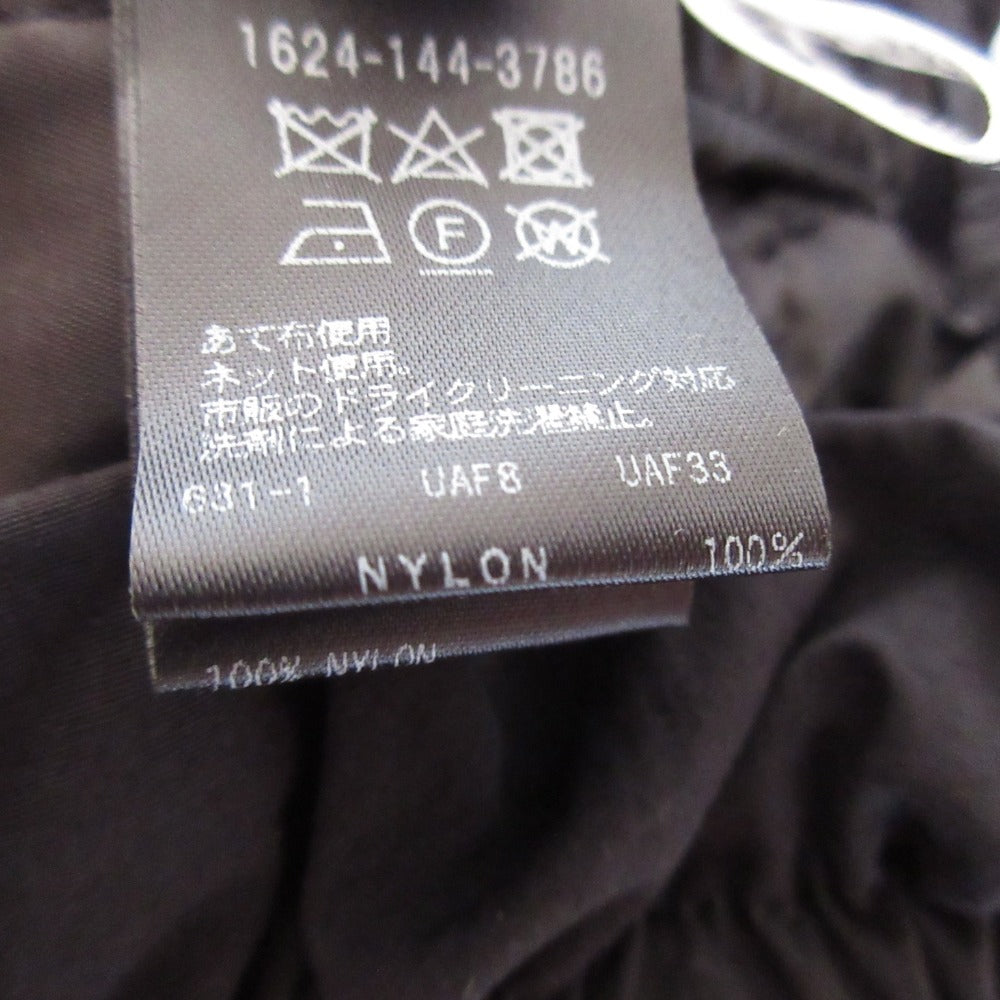 1624-144-3786
F W
あて布使用
ネット使用。
市販のドライクリーニング対応
洗剤による家庭洗濯禁止。
631-1 UAF8 UAF33
NYLON 100%
100% NYLON